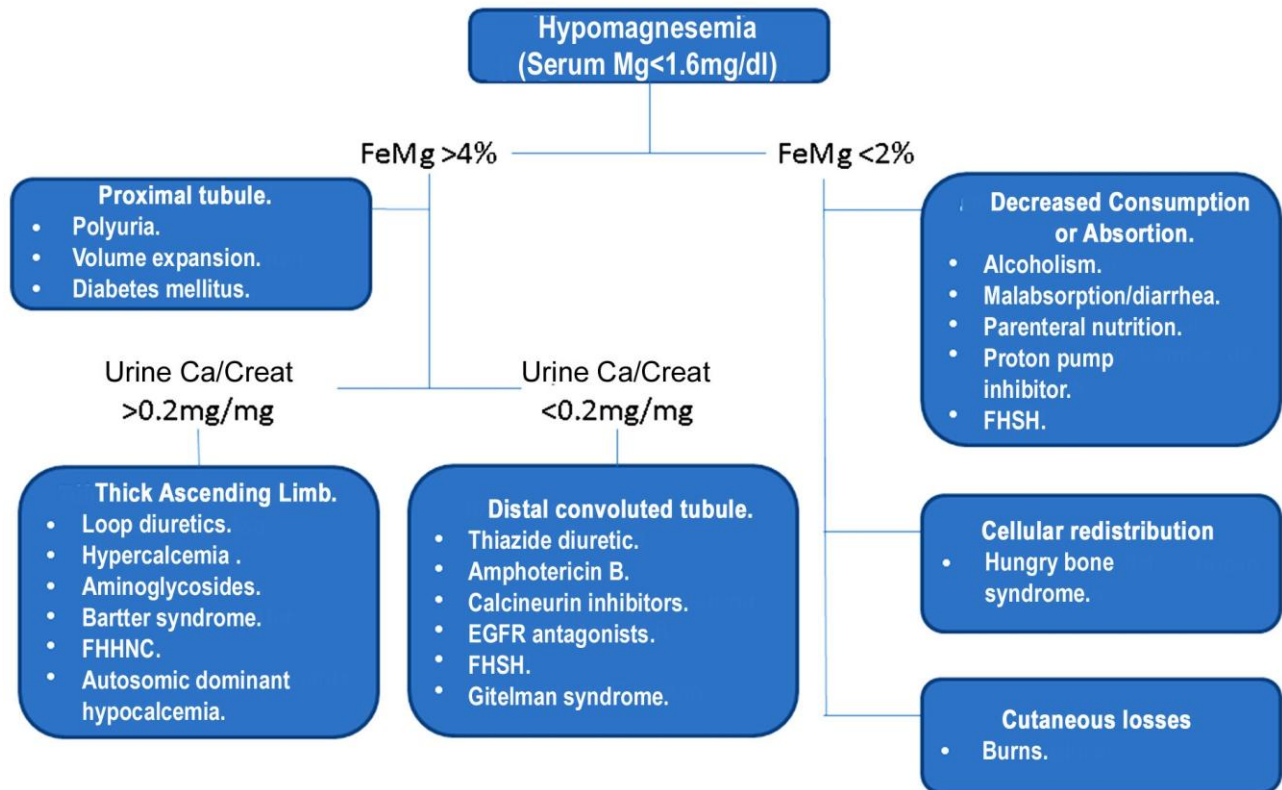 Hypomagnesemia
(Serum Mg<1.6mg/dl)
FeMg >4%
FeMg <2%
Proximal tubule.
• Polyuria.
• Volume expansion.
• Diabetes mellitus.
Urine Ca/Creat
>0.2mg/mg
Urine Ca/Creat
<0.2mg/mg
Thick Ascending Limb.
• Loop diuretics.
• Hypercalcemia .
• Aminoglycosides.
• Bartter syndrome.
• FHHNC.
• Autosomic dominant
hypocalcemia.
Distal convoluted tubule.
• Thiazide diuretic.
• Amphotericin B.
• Calcineurin inhibitors.
• EGFR antagonists.
• FHSH.
• Gitelman syndrome.
Decreased Consumption
or Absortion.
• Alcoholism.
• Malabsorption/diarrhea.
• Parenteral nutrition.
• Proton pump
inhibitor.
• FHSH.
Cellular redistribution
• Hungry bone
syndrome.
Cutaneous losses
• Burns.